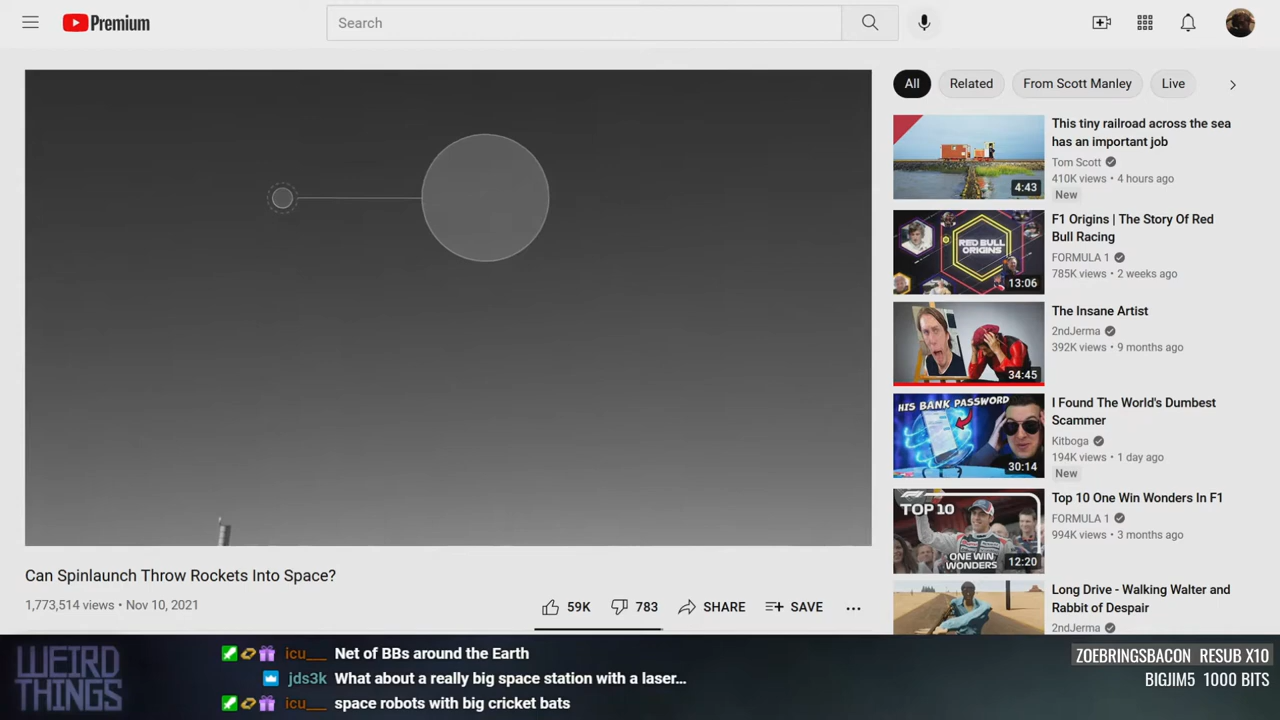 Premium
Search
All
Related
From Scott Manley
Live
This tiny railroad across the sea
has an important job
Tom Scott
410K views • 4 hours ago
New
4:43
F1 Origins | The Story Of Red
Bull Racing
FORMULA 1
785K views • 2 weeks ago
RED BULL
ORIGINS
13:06
The Insane Artist
2ndJerma
392K views • 9 months ago
34:45
I Found The World's Dumbest
Scammer
Kitboga
194K views • 1 day ago
New
HIS BANK PASSWORD
30:14
Top 10 One Win Wonders In F1
FORMULA 1
994K views • 3 months ago
TOP 10
ONE WIN
WONDERS
12:20
Long Drive - Walking Walter and
Rabbit of Despair
2ndJerma
Can Spinlaunch Throw Rockets Into Space?
1,773,514 views • Nov 10, 2021
59K
783
SHARE
SAVE
WEIRD
THINGS
icu___ Net of BBs around the Earth
jds3k What about a really big space station with a laser...
icu___ space robots with big cricket bats
ZOEBRINGSBACON RESUB X10
BIGJIM5 1000 BITS